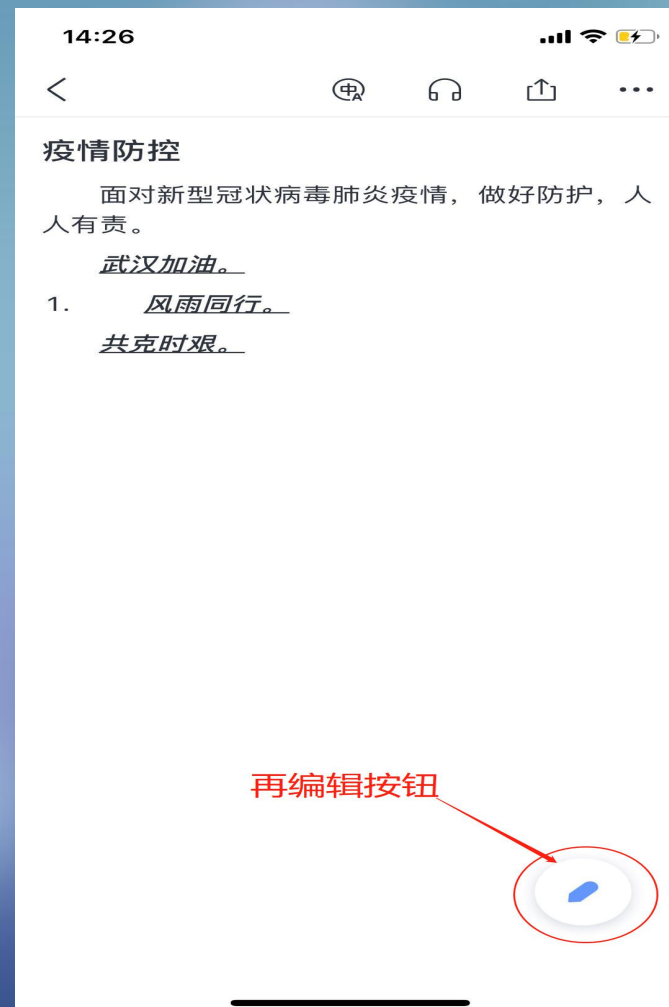 14:26
中A
疫情防控
面对新型冠状病毒肺炎疫情，做好防护，人
人有责。
武汉加油。
1. 风雨同行。
共克时艰。
再编辑按钮